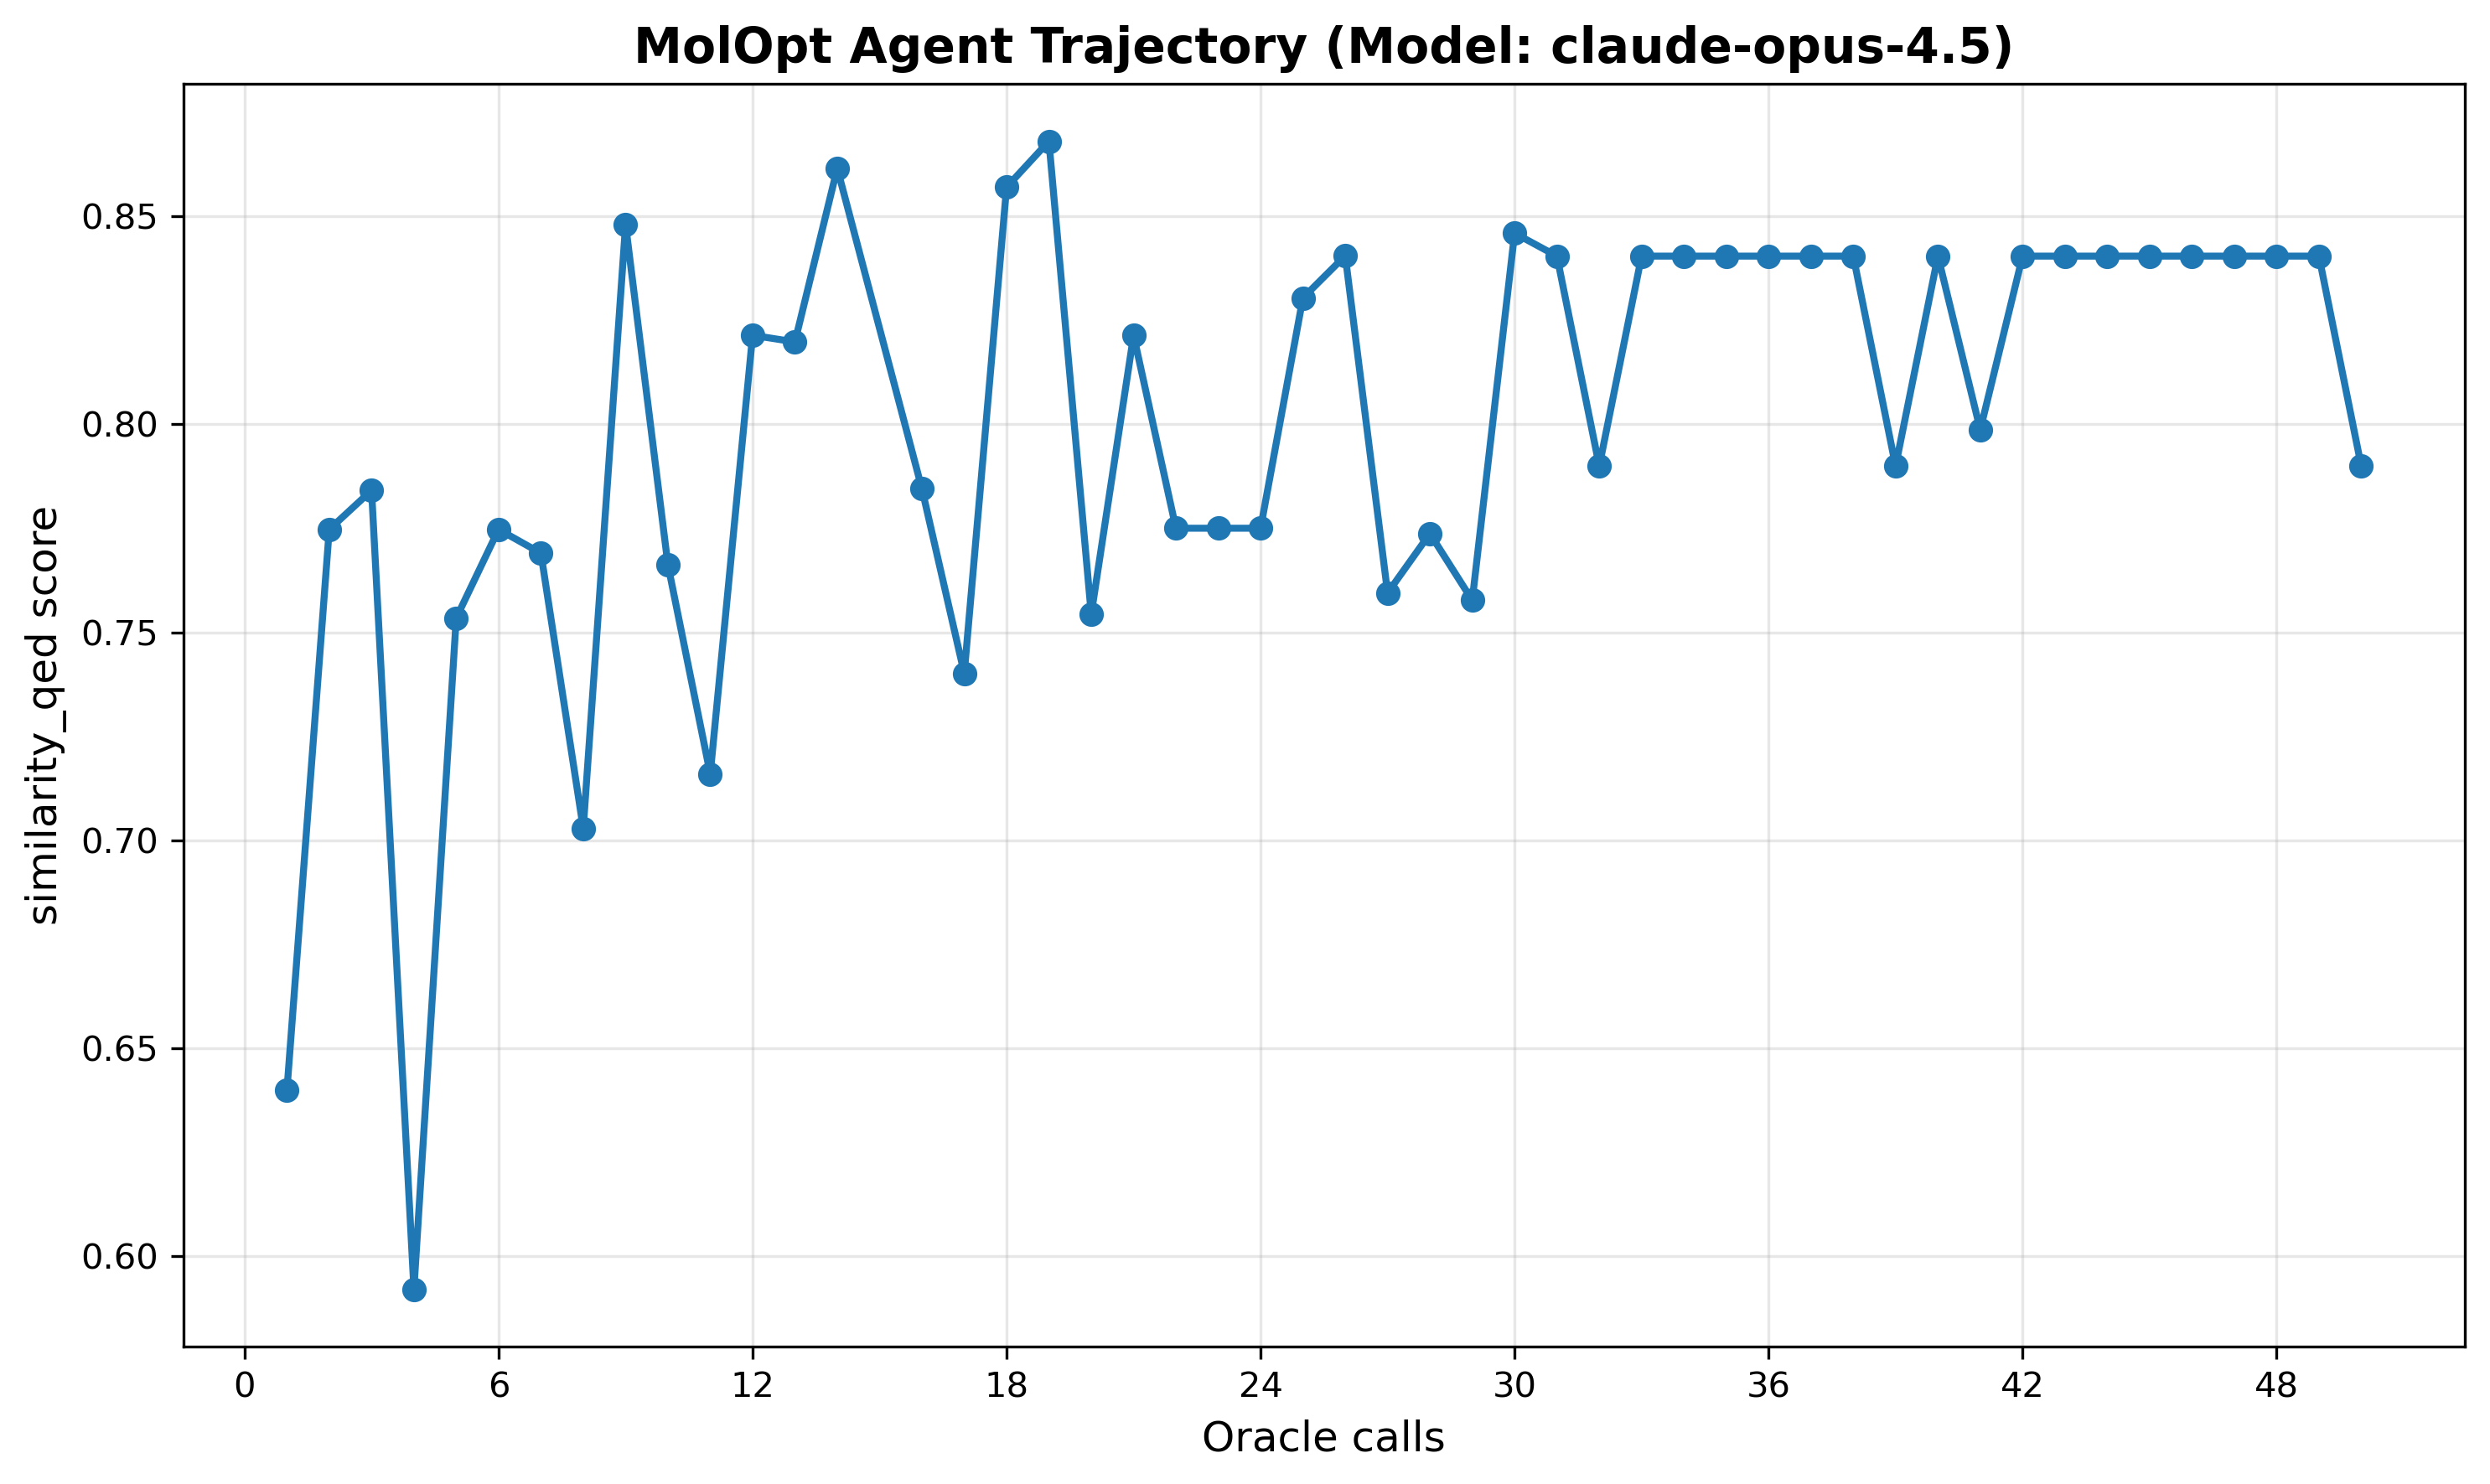 MolOpt Agent Trajectory (Model: claude-opus-4.5)
similarity_qed score
0.85
0.80
0.75
0.70
0.65
0.60
0 6 12 18 24 30 36 42 48
Oracle calls